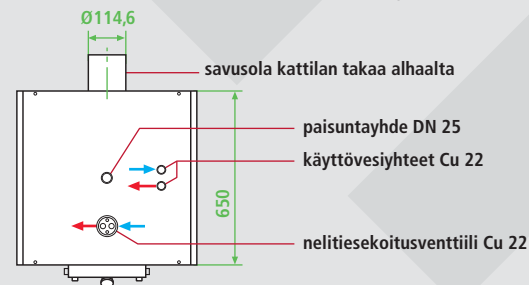 Ø114,6
savusola kattilan takaa alhaalta
paisuntayhde DN 25
käyttövesiyhteet Cu 22
650
nelitiesekoitusventtiili Cu 22